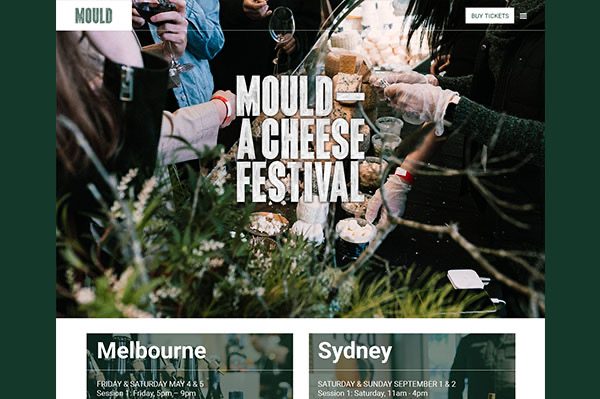 MOULD
BUY TICKETS
MOULD—
A CHEESE
FESTIVAL
Melbourne
FRIDAY & SATURDAY MAY 4 & 5
Session 1: Friday, 5pm – 9pm
Sydney
SATURDAY & SUNDAY SEPTEMBER 1 & 2
Session 1: Saturday, 11am - 4pm